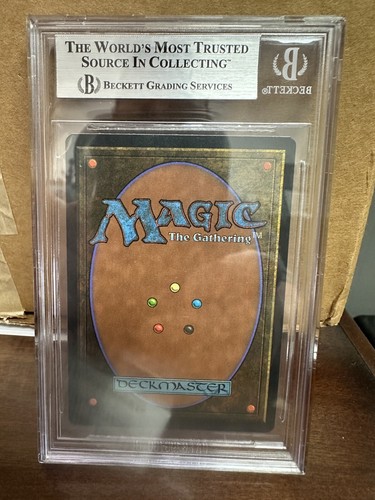 THE WORLD'S MOST TRUSTED
SOURCE IN COLLECTING™
B BECKETT GRADING SERVICES
B
BECKETT®
MAGIC
The Gathering™
DECKMASTER